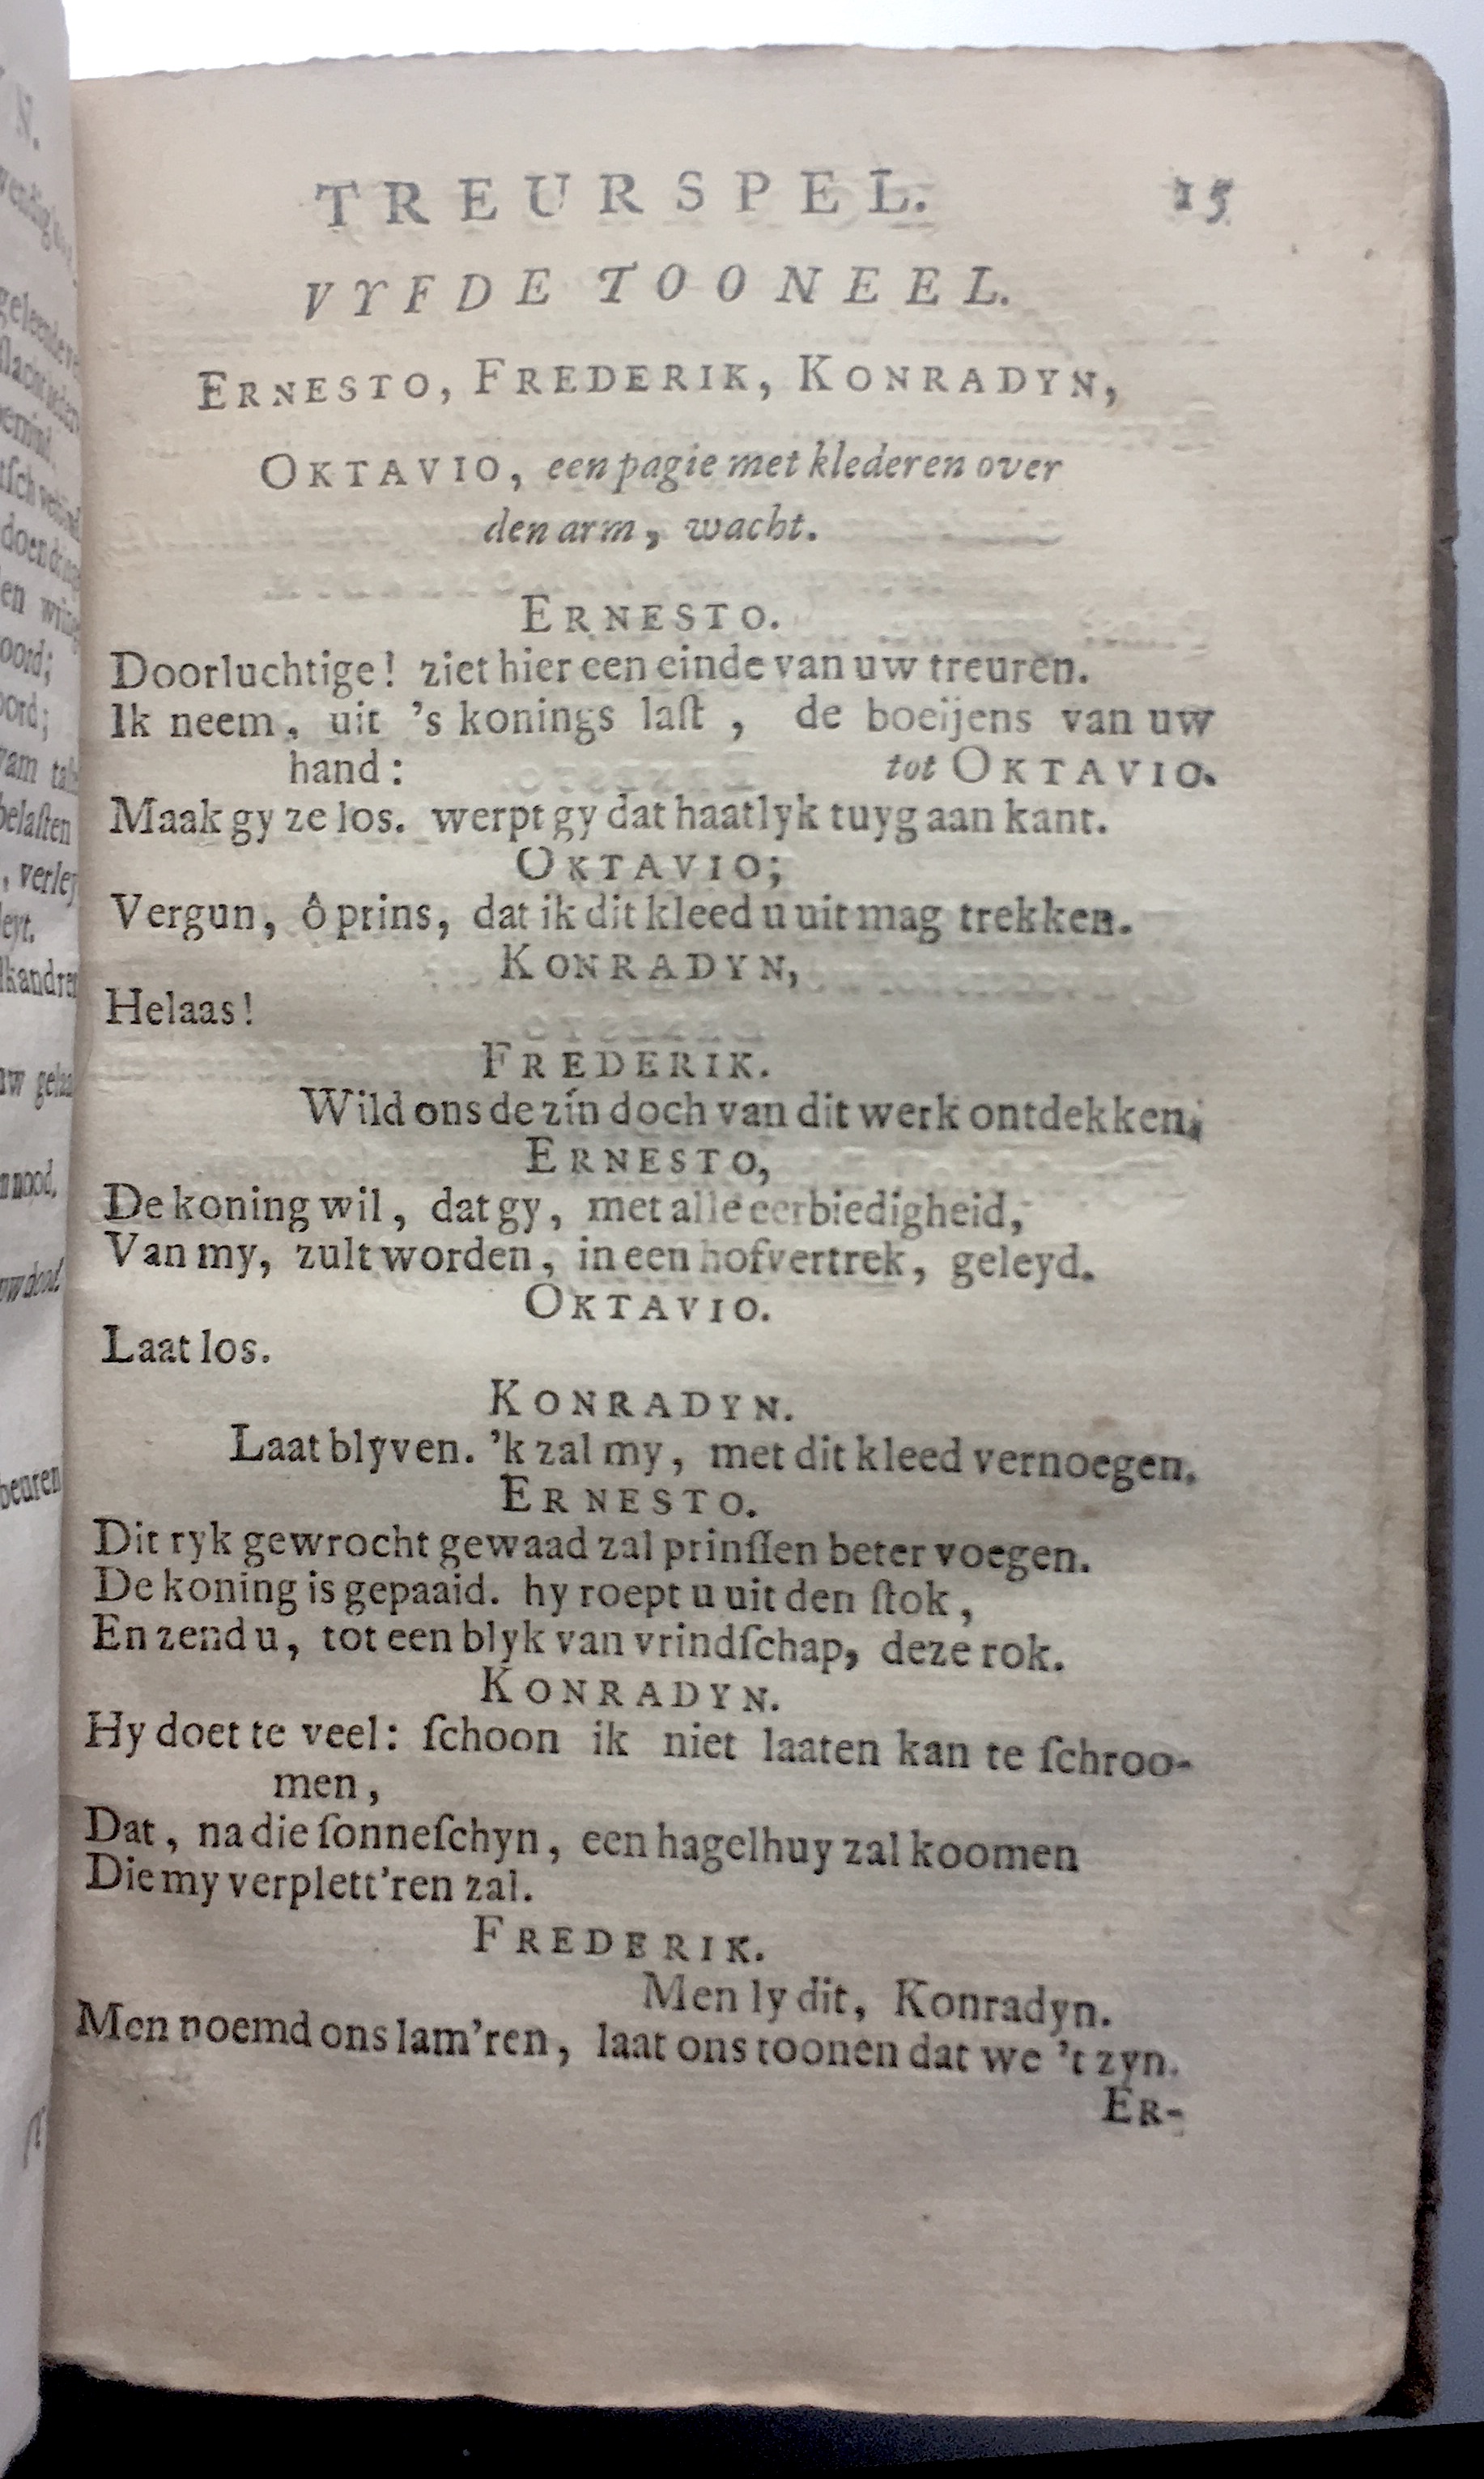 TREURSPEL. 25
VYFDE TOONEEL.
ERNESTO, FREDERIK, KONRADYN,
OKTAVIO, een pagie met klederen over
den arm, wacht.
ERNESTO.
Doorluchtige! ziet hier een einde van uw treuren.
Ik neem, uit 's konings laſt, de boeijens van uw
hand: tot OKTAVIO.
Maak gy ze los. werpt gy dat haatlyk tuyg aan kant.
OKTAVIO;
Vergun, ô prins, dat ik dit kleed u uit mag trekken.
KONRADYN,
Helaas!
FREDERIK.
Wild ons de zin doch van dit werk ontdekken.
ERNESTO,
De koning wil, dat gy, met alle eerbiedigheid,
Van my, zult worden, in een hofvertrek, geleyd.
OKTAVIO.
Laat los.
KONRADYN.
Laat blyven. 'k zal my, met dit kleed vernoegen.
ERNESTO.
Dit ryk gewrocht gewaad zal prinſſen beter voegen.
De koning is gepaaid. hy roept u uit den ſtok,
En zend u, tot een blyk van vrindſchap, deze rok.
KONRADYN.
Hy doet te veel: ſchoon ik niet laaten kan te ſchroo-
men,
Dat, na die ſonneſchyn, een hagelhuy zal koomen
Die my verplett'ren zal.
FREDERIK.
Men ly dit, Konradyn.
Men noemd ons lam'ren, laat ons toonen dat we 't zyn.
ER-